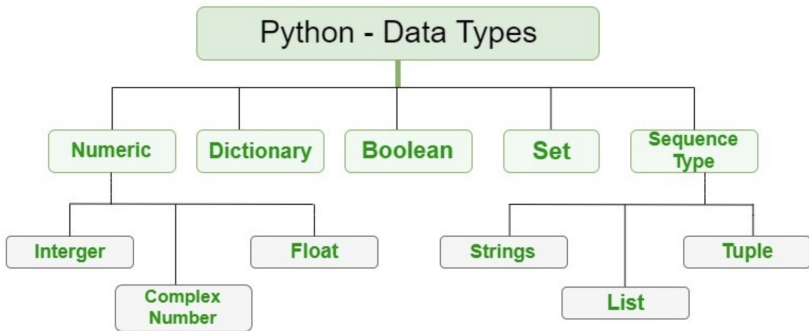 Python - Data Types
Numeric
Dictionary
Boolean
Set
Sequence
Type
Interger
Complex
Number
Float
Strings
List
Tuple